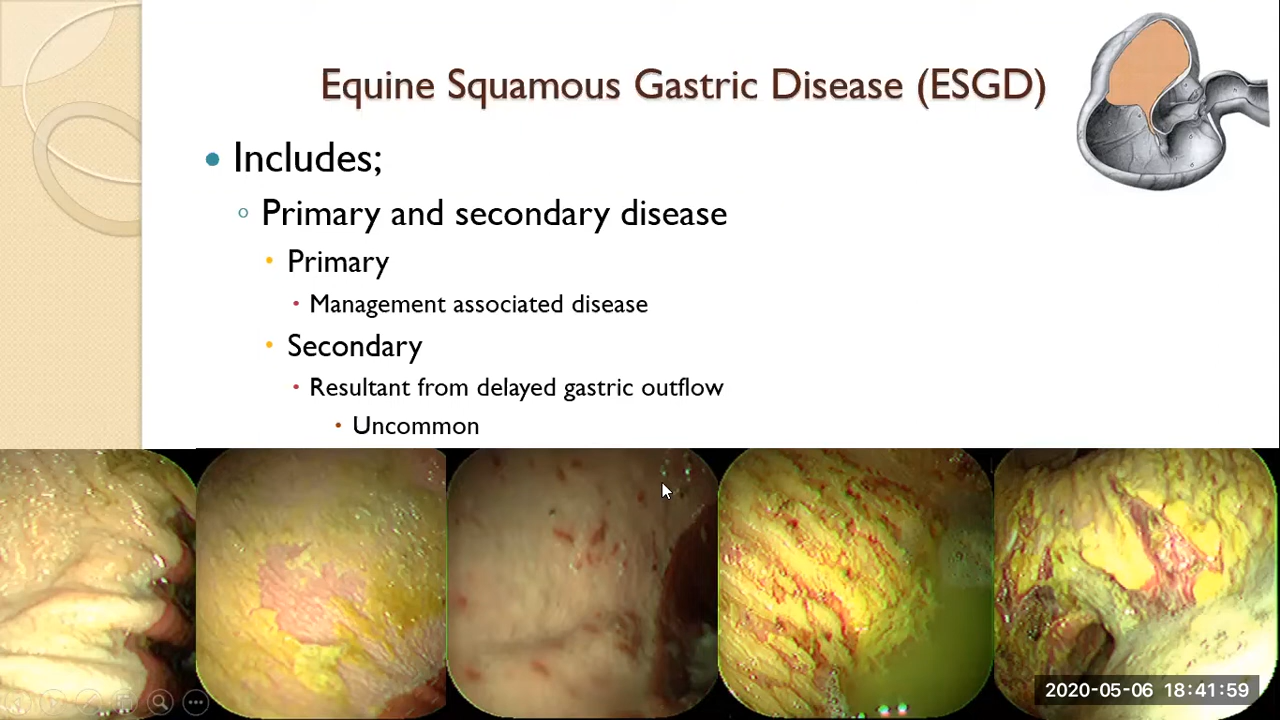 Equine Squamous Gastric Disease (ESGD)
Includes;
Primary and secondary disease
Primary
Management associated disease
Secondary
Resultant from delayed gastric outflow
Uncommon
2020-05-06 18:41:59